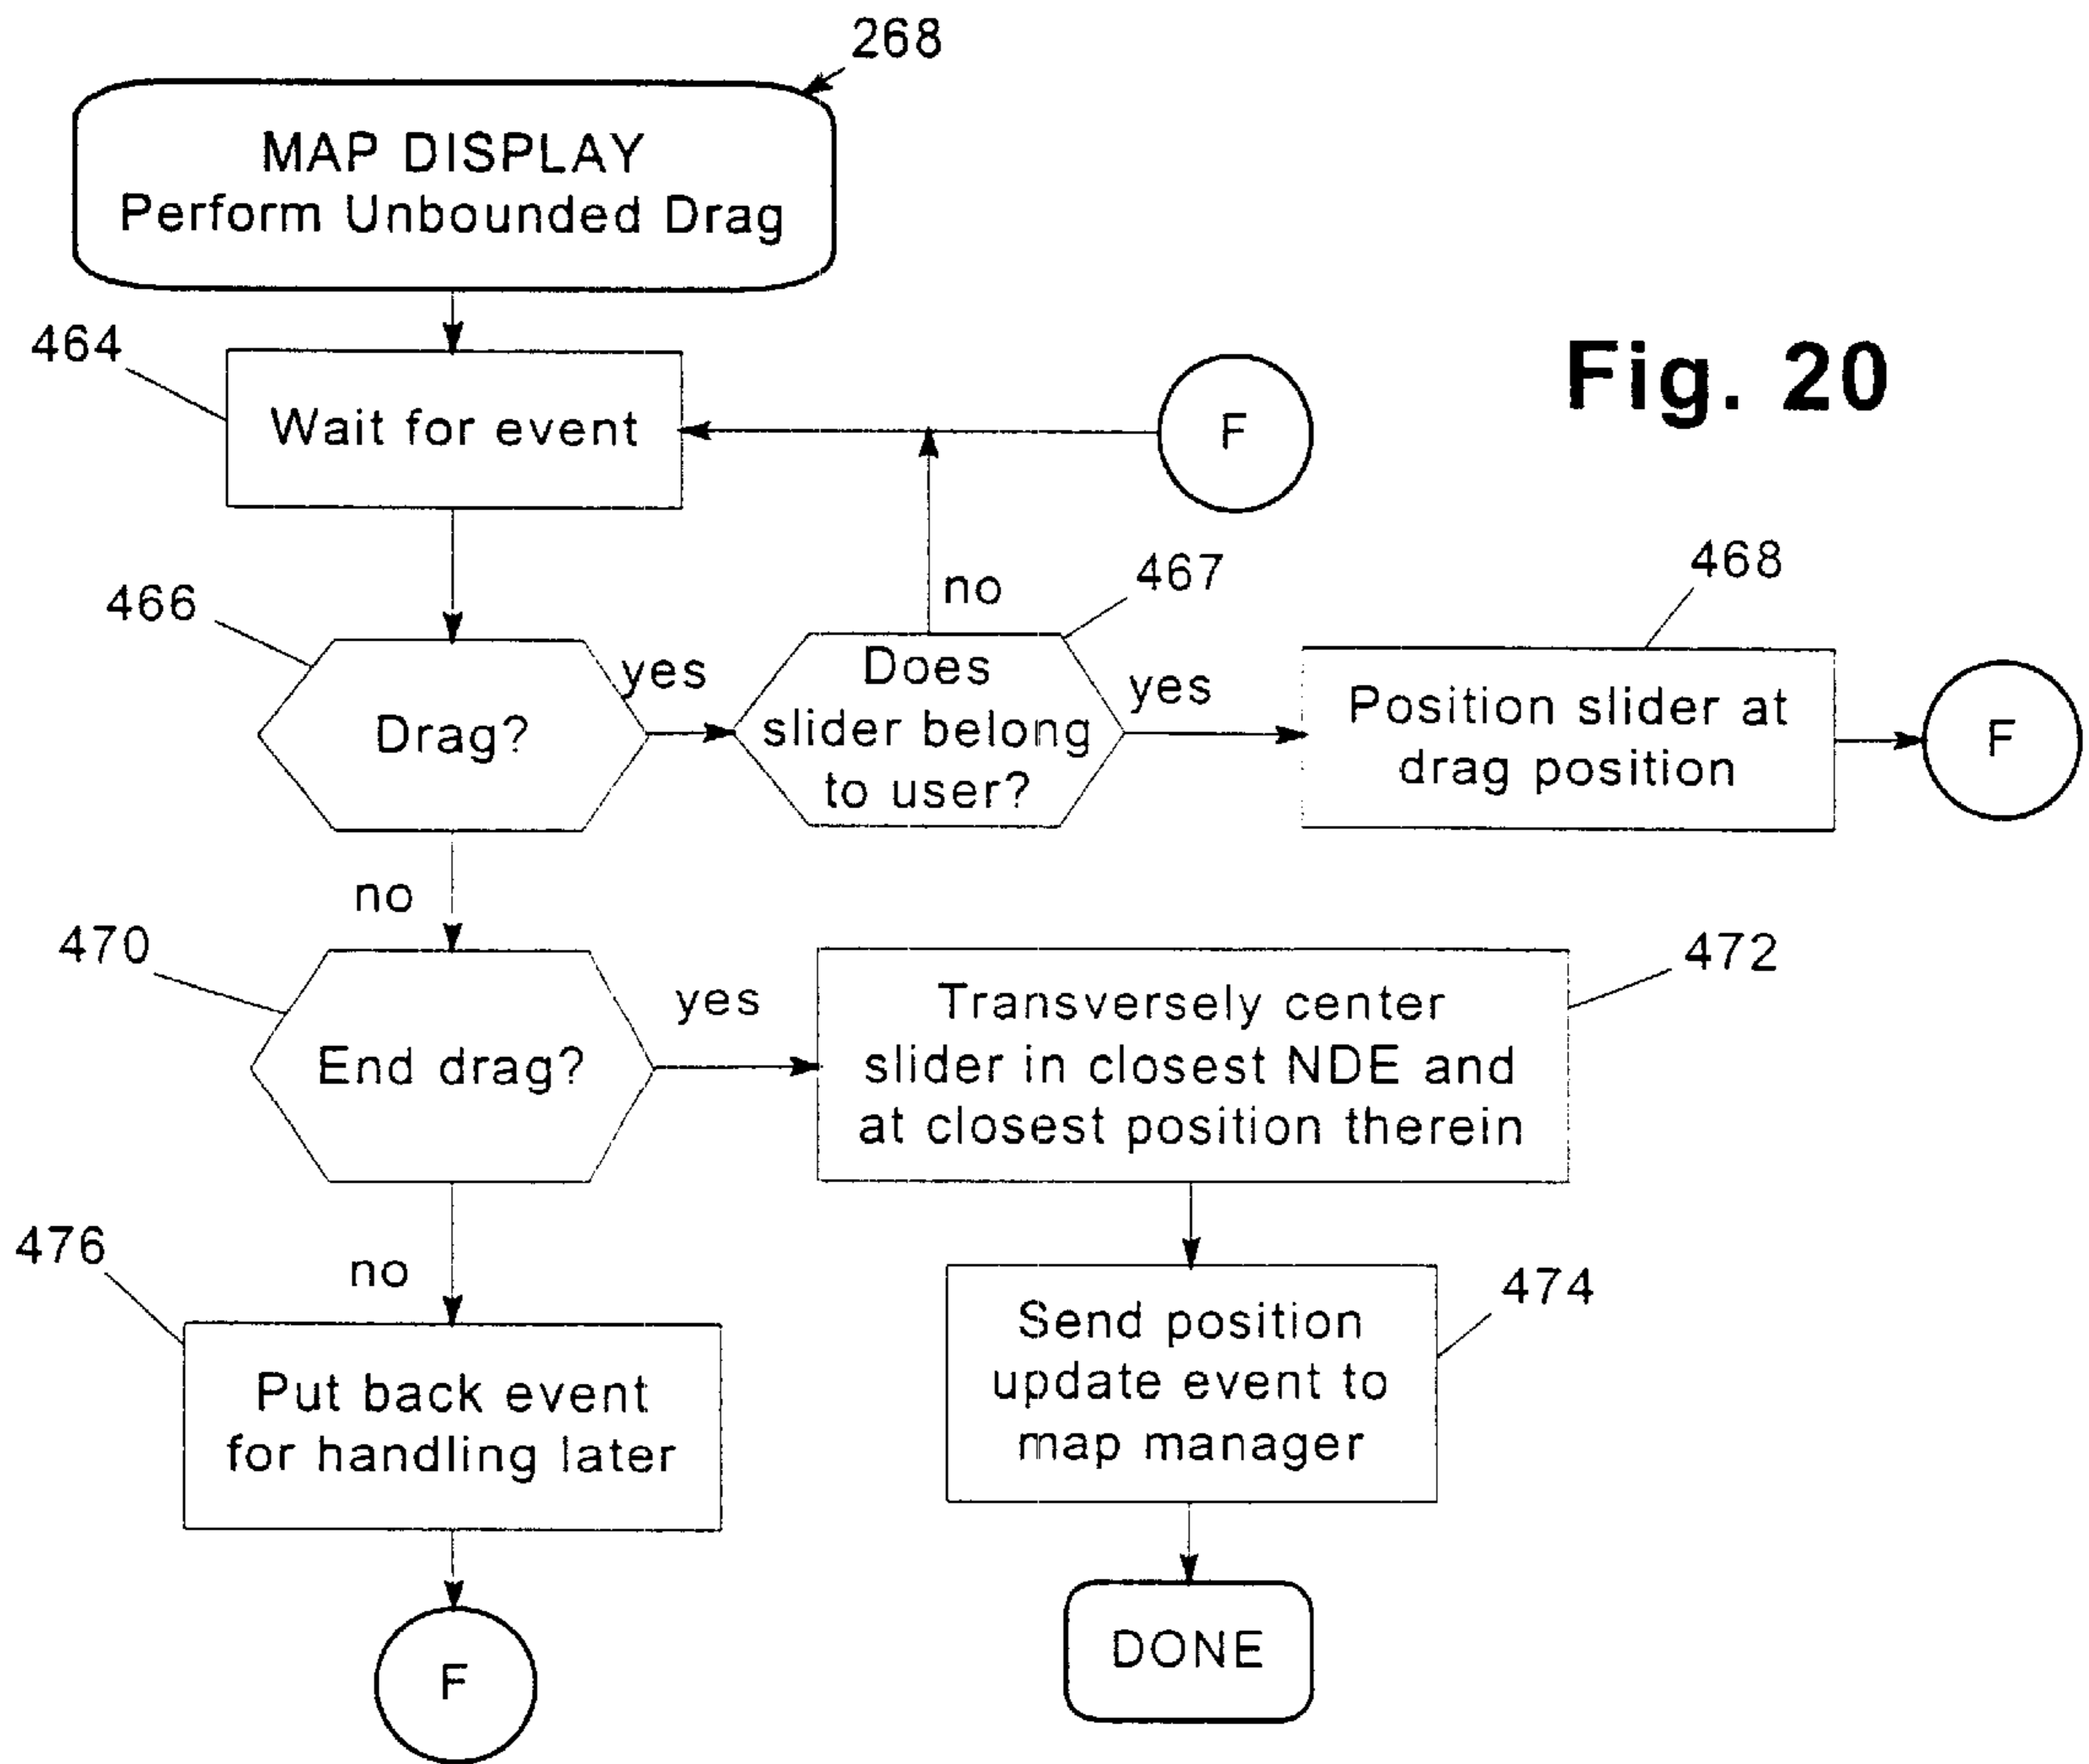 268
MAP DISPLAY
Perform Unbounded Drag
464
Wait for event
F
Fig. 20
466
Drag?
yes
no
467
Does
slider belong
to user?
yes
468
Position slider at
drag position
F
no
470
End drag?
yes
472
Transversely center
slider in closest NDE and
at closest position therein
476
no
Put back event
for handling later
474
Send position
update event to
map manager
F
DONE